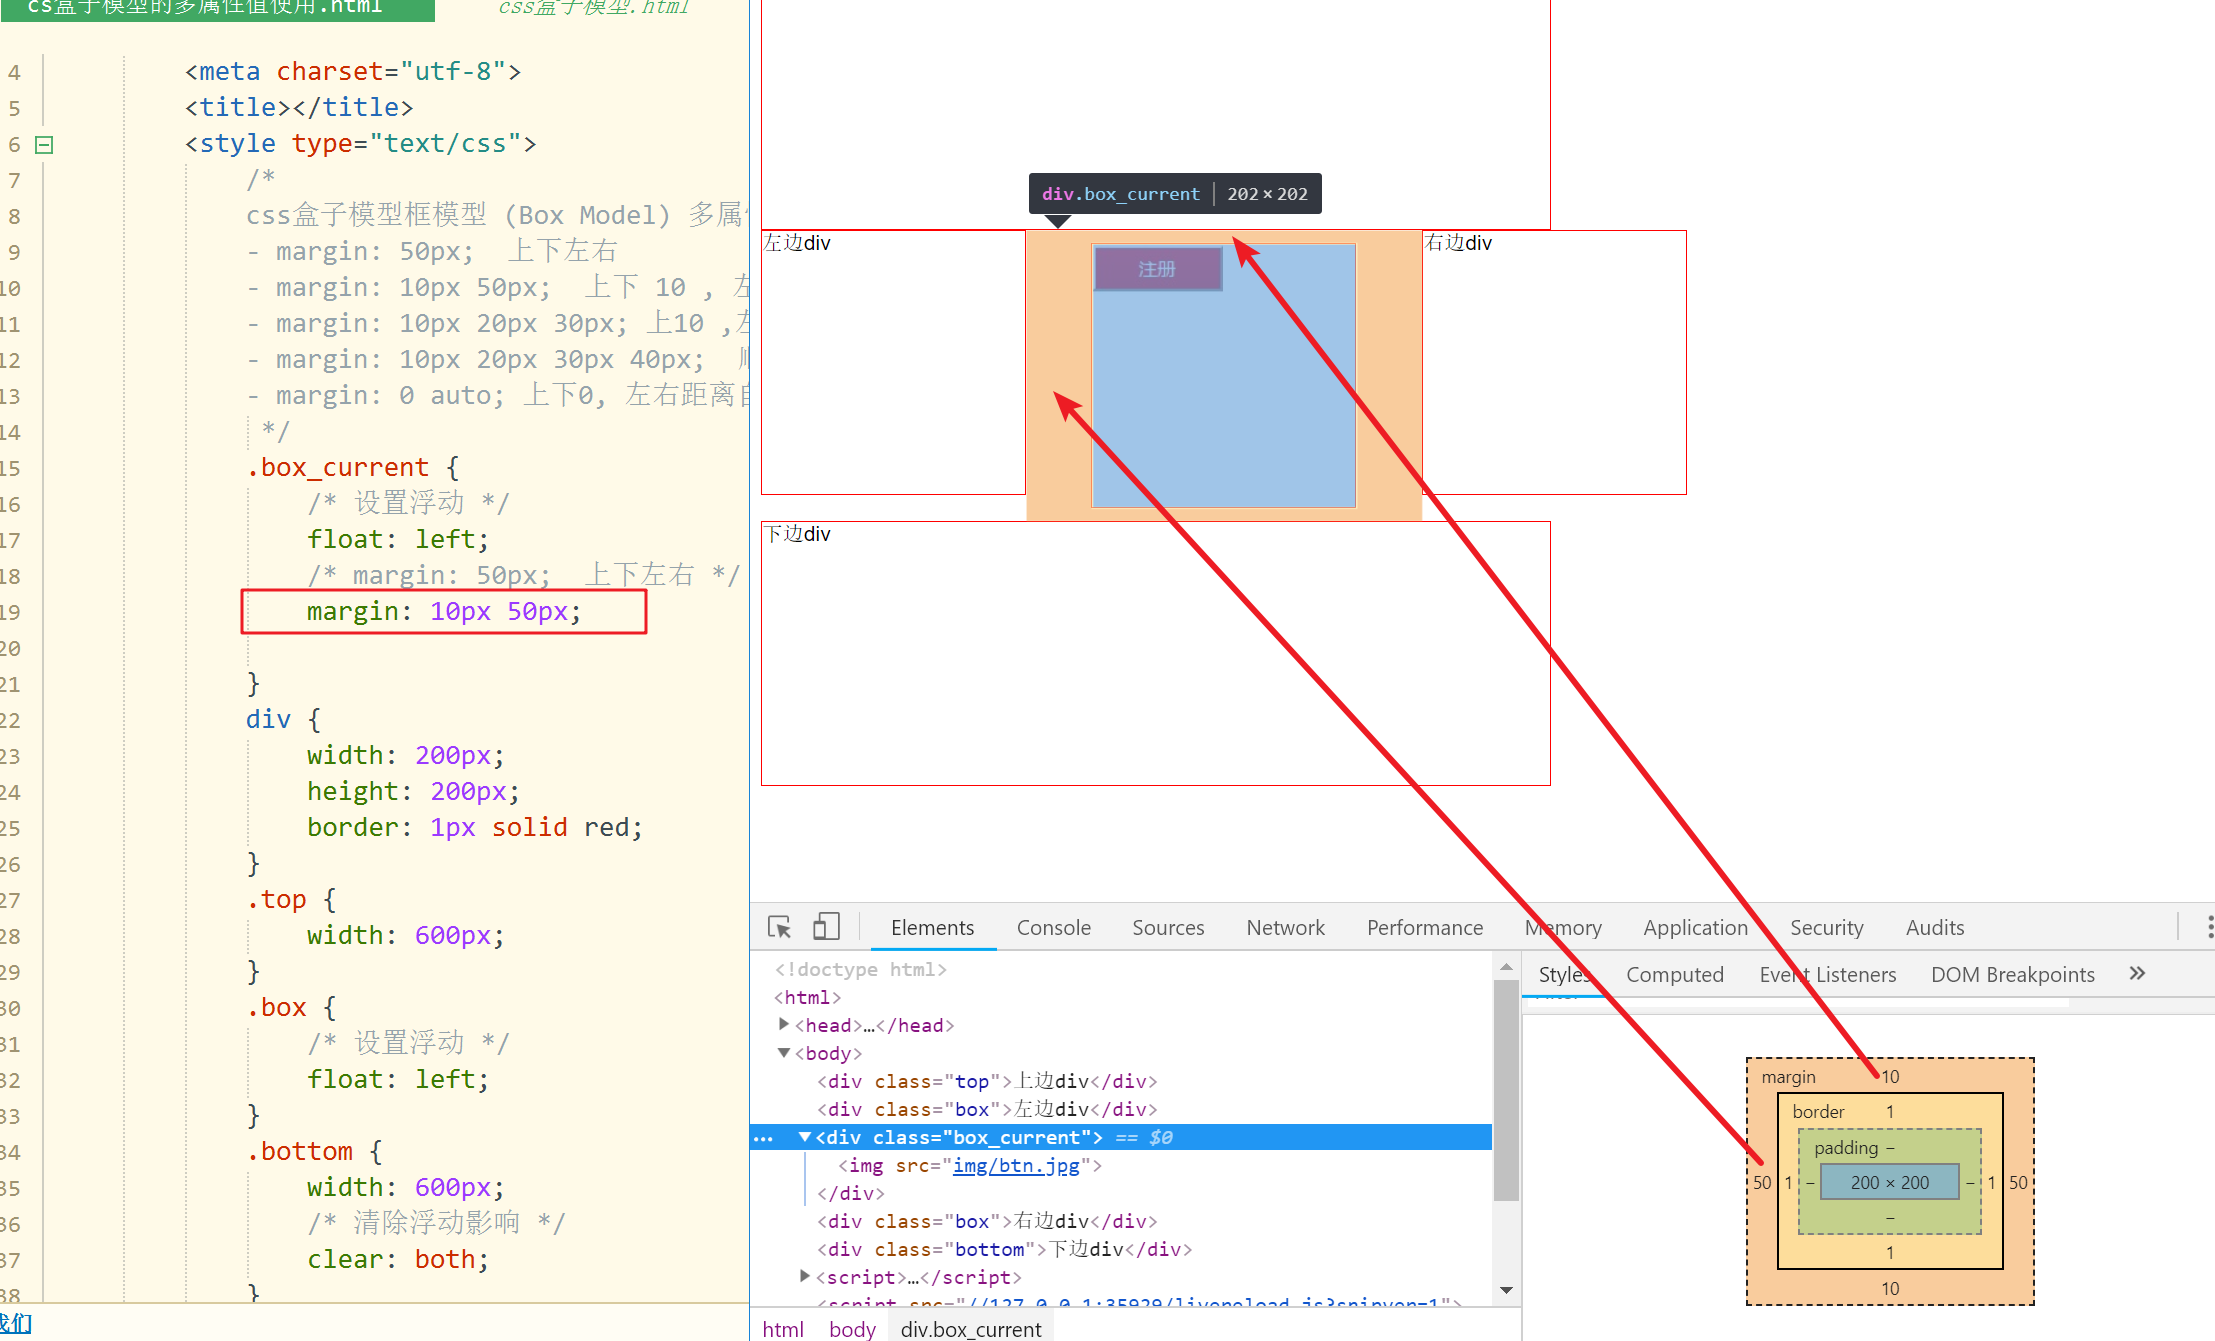 cs盒子模型的多属性值使用.html
css盒子模型.html
4 <meta charset="utf-8">
5 <title></title>
6 <style type="text/css">
7 /*
8 css盒子模型框模型 (Box Model) 多属
9 - margin: 50px;  上下左右
10 - margin: 10px 50px;  上下 10 , 左
11 - margin: 10px 20px 30px; 上10 ,左
12 - margin: 10px 20px 30px 40px;
13 - margin: 0 auto; 上下0, 左右距离自
14 */
15 .box_current {
16 /* 设置浮动 */
17 float: left;
18 /* margin: 50px;  上下左右 */
19 margin: 10px 50px;
20
21 }
22 div {
23 width: 200px;
24 height: 200px;
25 border: 1px solid red;
26 }
27 .top {
28 width: 600px;
29 }
30 .box {
31 /* 设置浮动 */
32 float: left;
33 }
34 .bottom {
35 width: 600px;
36 /* 清除浮动影响 */
37 clear: both;
38 }
我们
div.box_current | 202 × 202
左边div
注册
右边div
下边div
Elements Console Sources Network Performance Memory Application Security Audits
<!doctype html>
<html>
<head>…</head>
<body>
<div class="top">上边div</div>
<div class="box">左边div</div>
<div class="box_current"> == $0
<img src="img/btn.jpg">
</div>
<div class="box">右边div</div>
<div class="bottom">下边div</div>
<script>…</script>
<script src="//127.0.0.1:35929/livereload.js?snipver=1">
html body div.box_current
Styles Computed Event Listeners DOM Breakpoints »
margin 10
border 1
padding –
50 1 – 200 × 200 – 1 50
–
1
10